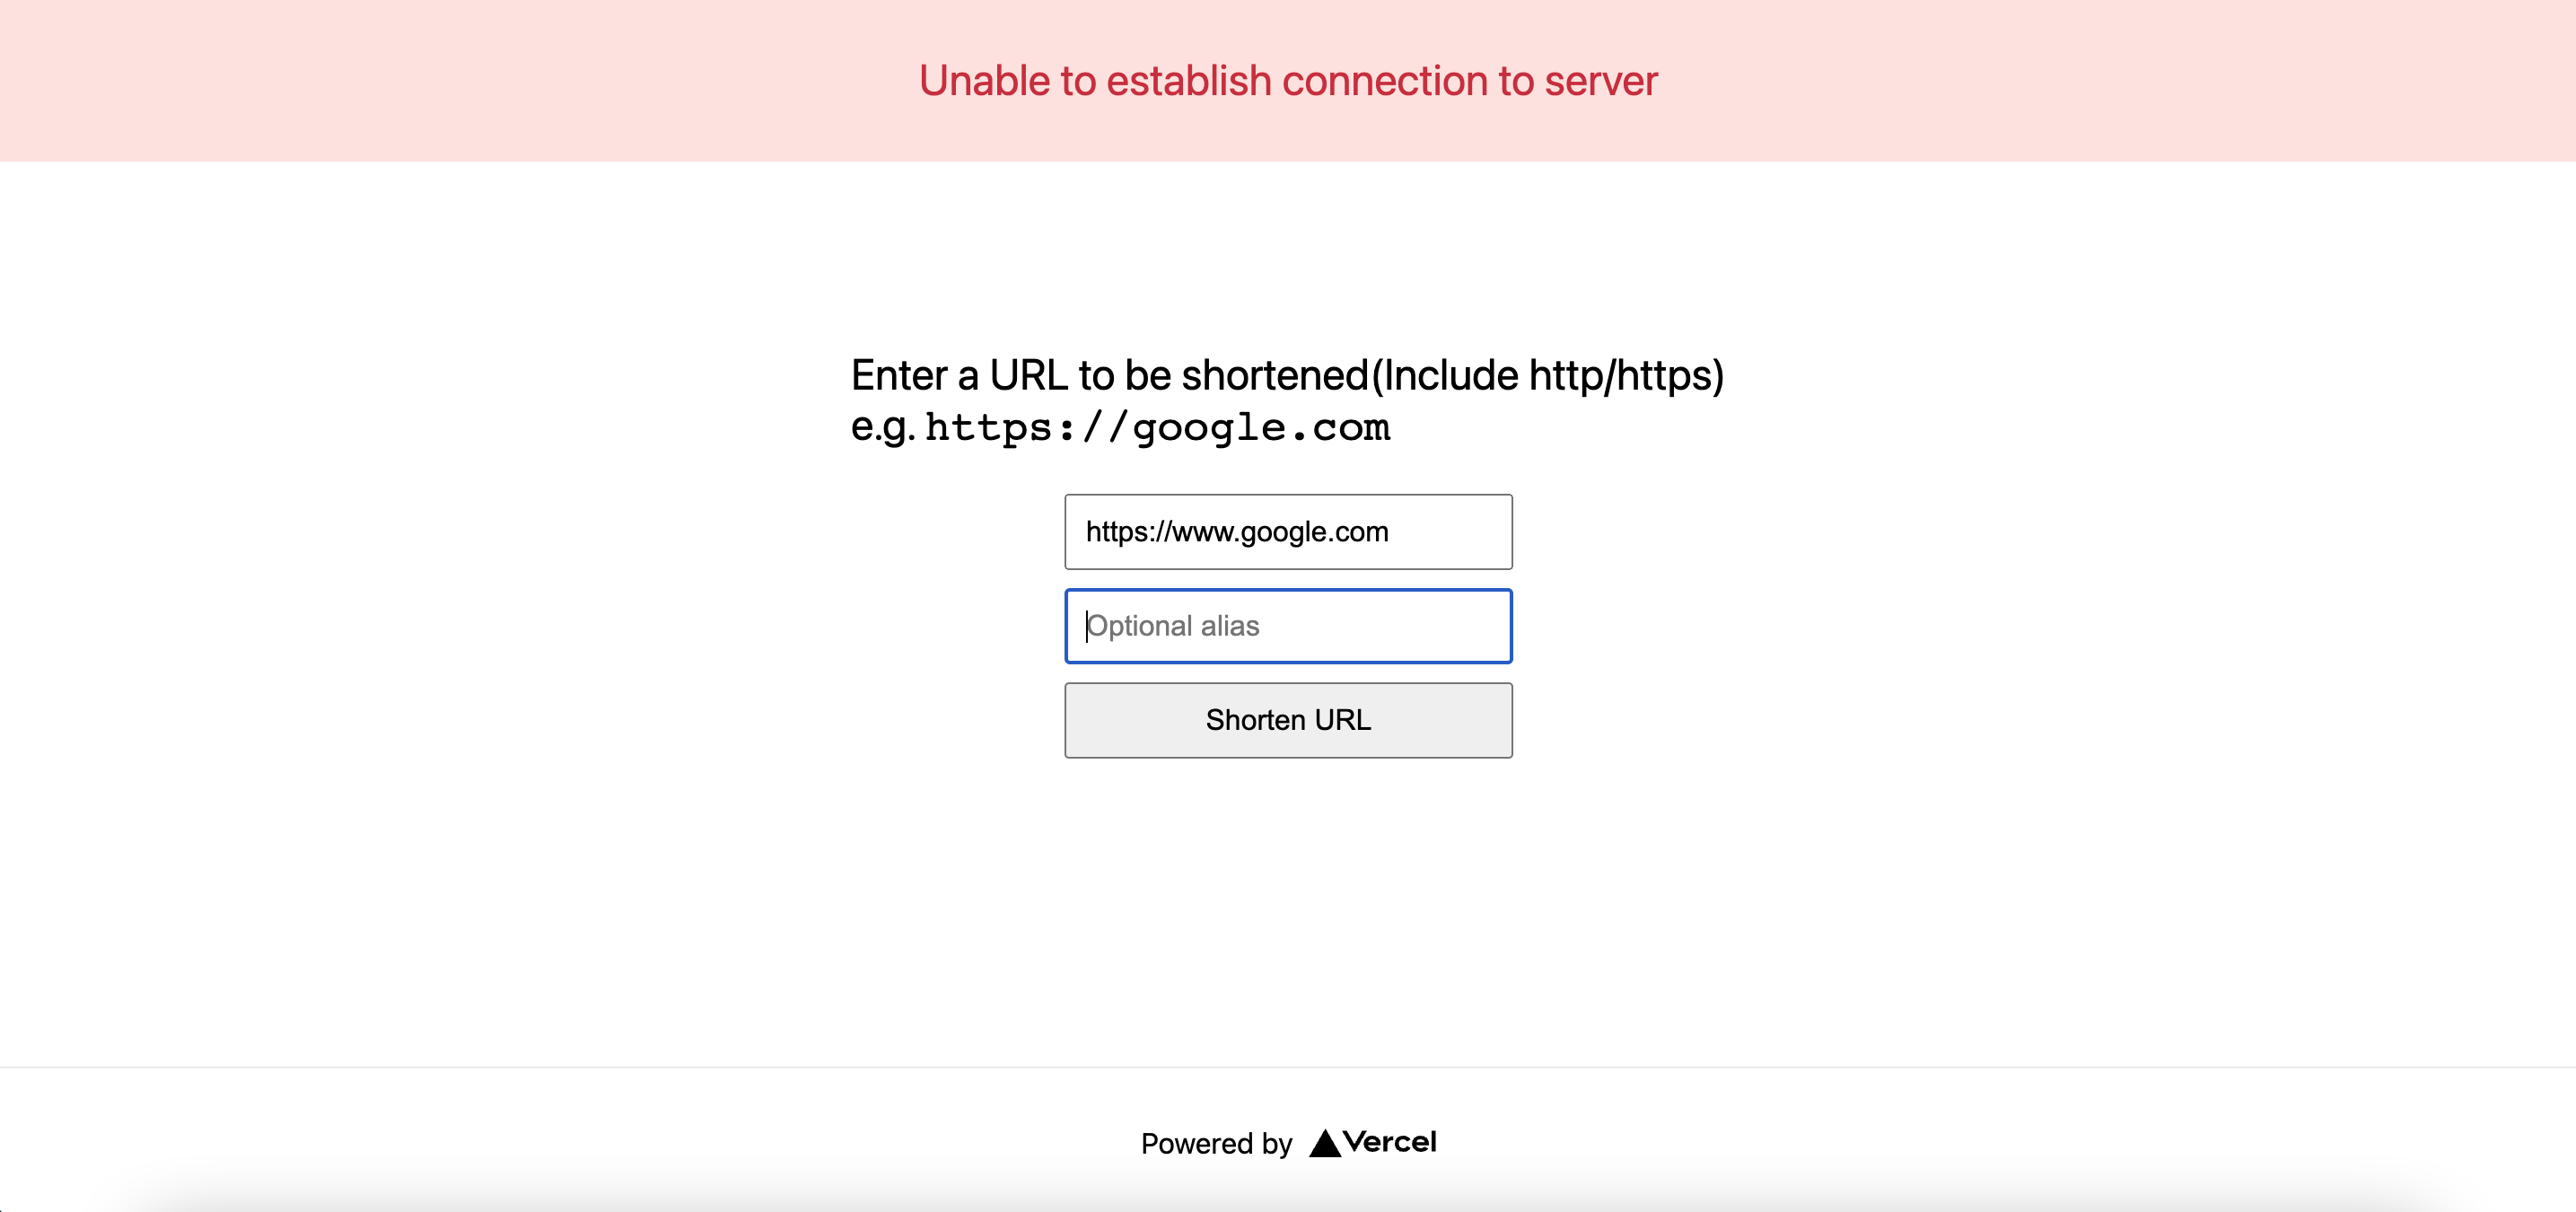 Unable to establish connection to server
Enter a URL to be shortened(Include http/https)
e.g. https://google.com
https://www.google.com
Optional alias
Shorten URL
Powered by Vercel